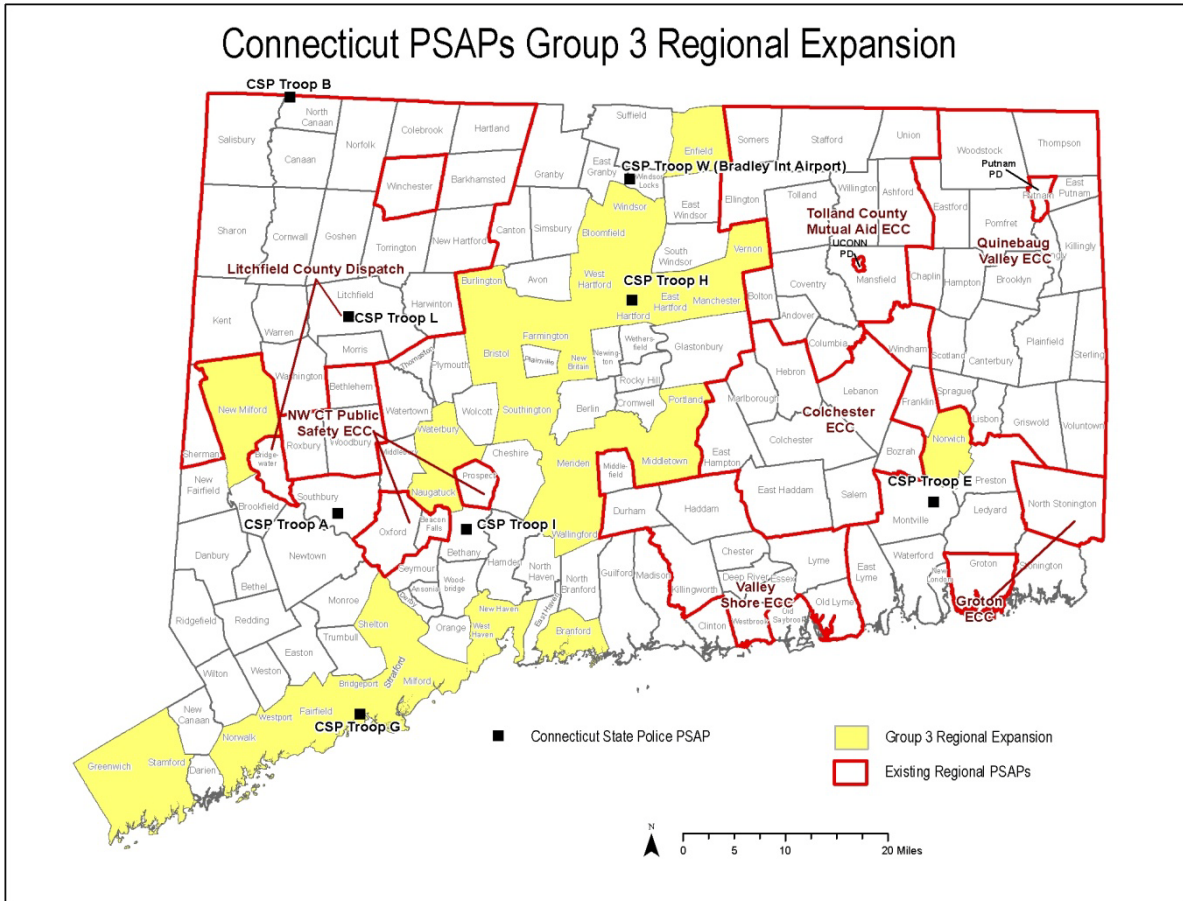 Connecticut PSAPs Group 3 Regional Expansion
CSP Troop B
North
Canaan
Salisbury
Canaan
Norfolk
Colebrook
Hartland
Suffield
Enfield
Somers
Stafford
Union
Woodstock
Thompson
Putnam
PD
Putnam
East
Putnam
Winchester
Barkhamsted
Granby
East
Granby
CSP Troop W (Bradley Int Airport)
Windsor
Locks
Windsor
East
Windsor
Ellington
Tolland
Willington
Ashford
Eastford
Pomfret
Killingly
Sharon
Cornwall
Goshen
Torrington
New Hartford
Canton
Simsbury
Bloomfield
South
Windsor
Vernon
Tolland County
Mutual Aid ECC
UCONN
PD
Mansfield
Quinebaug
Valley ECC
Chaplin
Hampton
Brooklyn
Litchfield County Dispatch
Litchfield
Harwinton
Burlington
Avon
West
Hartford
CSP Troop H
Hartford
East
Hartford
Manchester
Bolton
Coventry
Andover
Kent
Warren
CSP Troop L
Morris
Thomaston
Plymouth
Bristol
Farmington
Plainville
New
Britain
Newing-
ton
Wethers-
field
Rocky Hill
Glastonbury
Hebron
Columbia
Windham
Scotland
Canterbury
Plainfield
Sterling
Washington
Bethlehem
Watertown
Wolcott
Southington
Berlin
Cromwell
Portland
Marlborough
Lebanon
Franklin
Sprague
Lisbon
Griswold
Voluntown
New Milford
NW CT Public
Safety ECC
Roxbury
Woodbury
Waterbury
Middlebury
Cheshire
Meriden
Middletown
East
Hampton
Colchester
ECC
Colchester
Bozrah
Norwich
Sherman
Bridge-
water
Naugatuck
Prospect
Middle-
field
Preston
New
Fairfield
Brookfield
Southbury
CSP Troop A
Oxford
Beacon
Falls
CSP Troop I
Bethany
Wallingford
Durham
Haddam
East Haddam
Salem
CSP Troop E
Montville
Ledyard
North Stonington
Danbury
Bethel
Newtown
Seymour
Ansonia
Derby
Wood-
bridge
Hamden
North
Haven
North
Branford
Guilford
Madison
Killingworth
Chester
Deep River
Essex
Lyme
East
Lyme
Waterford
New
London
Groton
Stonington
Ridgefield
Redding
Monroe
Trumbull
Shelton
Orange
New Haven
West
Haven
East Haven
Branford
Clinton
Valley
Shore ECC
Westbrook
Old
Saybrook
Old Lyme
Groton
ECC
Easton
Weston
Wilton
Stratford
Bridgeport
Milford
Fairfield
Westport
Norwalk
CSP Troop G
New
Canaan
Darien
Stamford
Greenwich
Connecticut State Police PSAP
Group 3 Regional Expansion
Existing Regional PSAPs
N
0 5 10 20 Miles